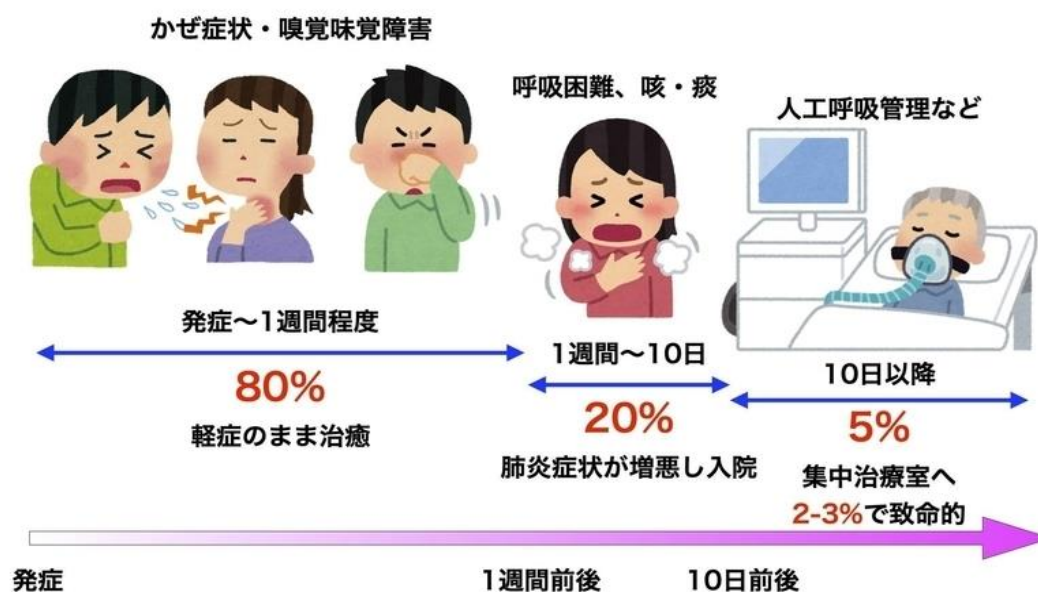 かぜ症状・嗅覚味覚障害
呼吸困難、咳・痰
人工呼吸管理など
発症〜1週間程度
80%
軽症のまま治癒
1週間〜10日
20%
肺炎症状が増悪し入院
10日以降
5%
集中治療室へ
2-3%で致命的
発症
1週間前後
10日前後